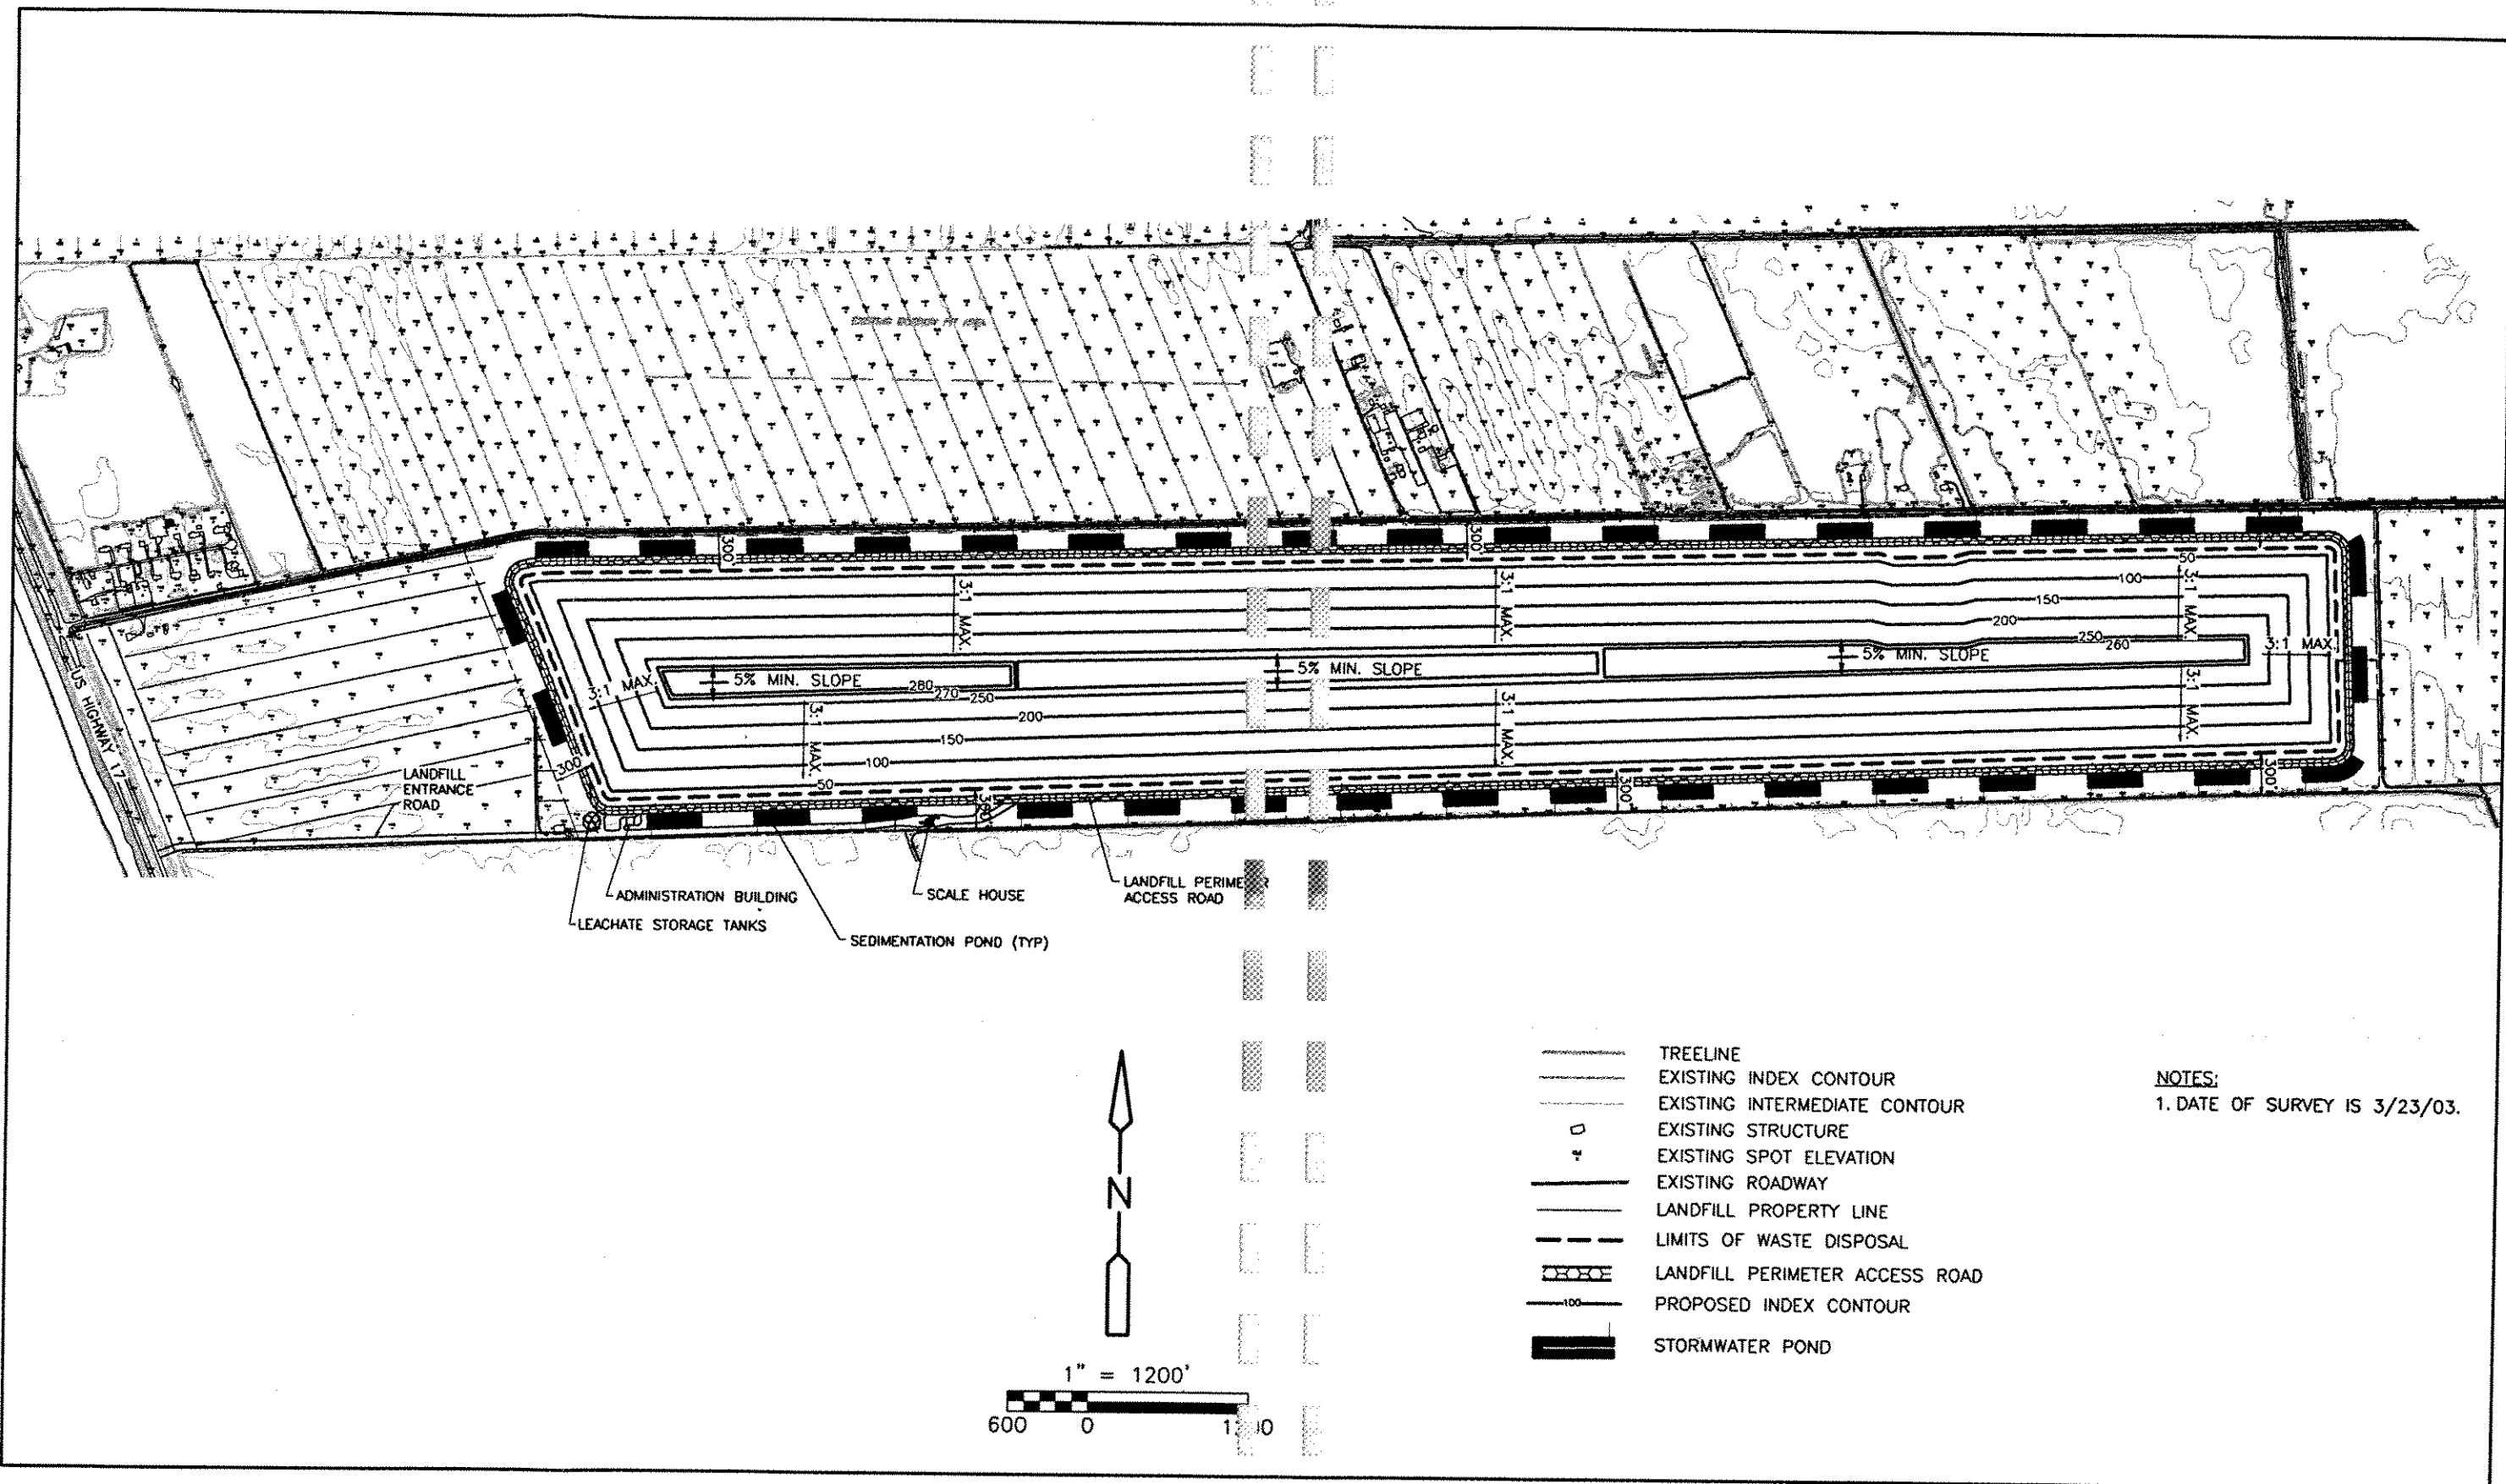 300'
300'
50
3:1 MAX.
3:1 MAX.
3:1 MAX.
100
150
200
250
260
5% MIN. SLOPE
5% MIN. SLOPE
5% MIN. SLOPE
3:1 MAX.
3:1 MAX.
280
270
250
200
150
100
50
3:1 MAX.
3:1 MAX.
3:1 MAX.
US HIGHWAY 17
300'
300'
300'
300'
LANDFILL
ENTRANCE
ROAD
ADMINISTRATION BUILDING
LEACHATE STORAGE TANKS
SEDIMENTATION POND (TYP)
SCALE HOUSE
LANDFILL
ACCESS ROAD
N
1" = 1200'
600 0
TREELINE
EXISTING INDEX CONTOUR
EXISTING INTERMEDIATE CONTOUR
EXISTING STRUCTURE
EXISTING SPOT ELEVATION
EXISTING ROADWAY
LANDFILL PROPERTY LINE
LIMITS OF WASTE DISPOSAL
LANDFILL PERIMETER ACCESS ROAD
100 PROPOSED INDEX CONTOUR
STORMWATER POND
NOTES:
1. DATE OF SURVEY IS 3/23/03.